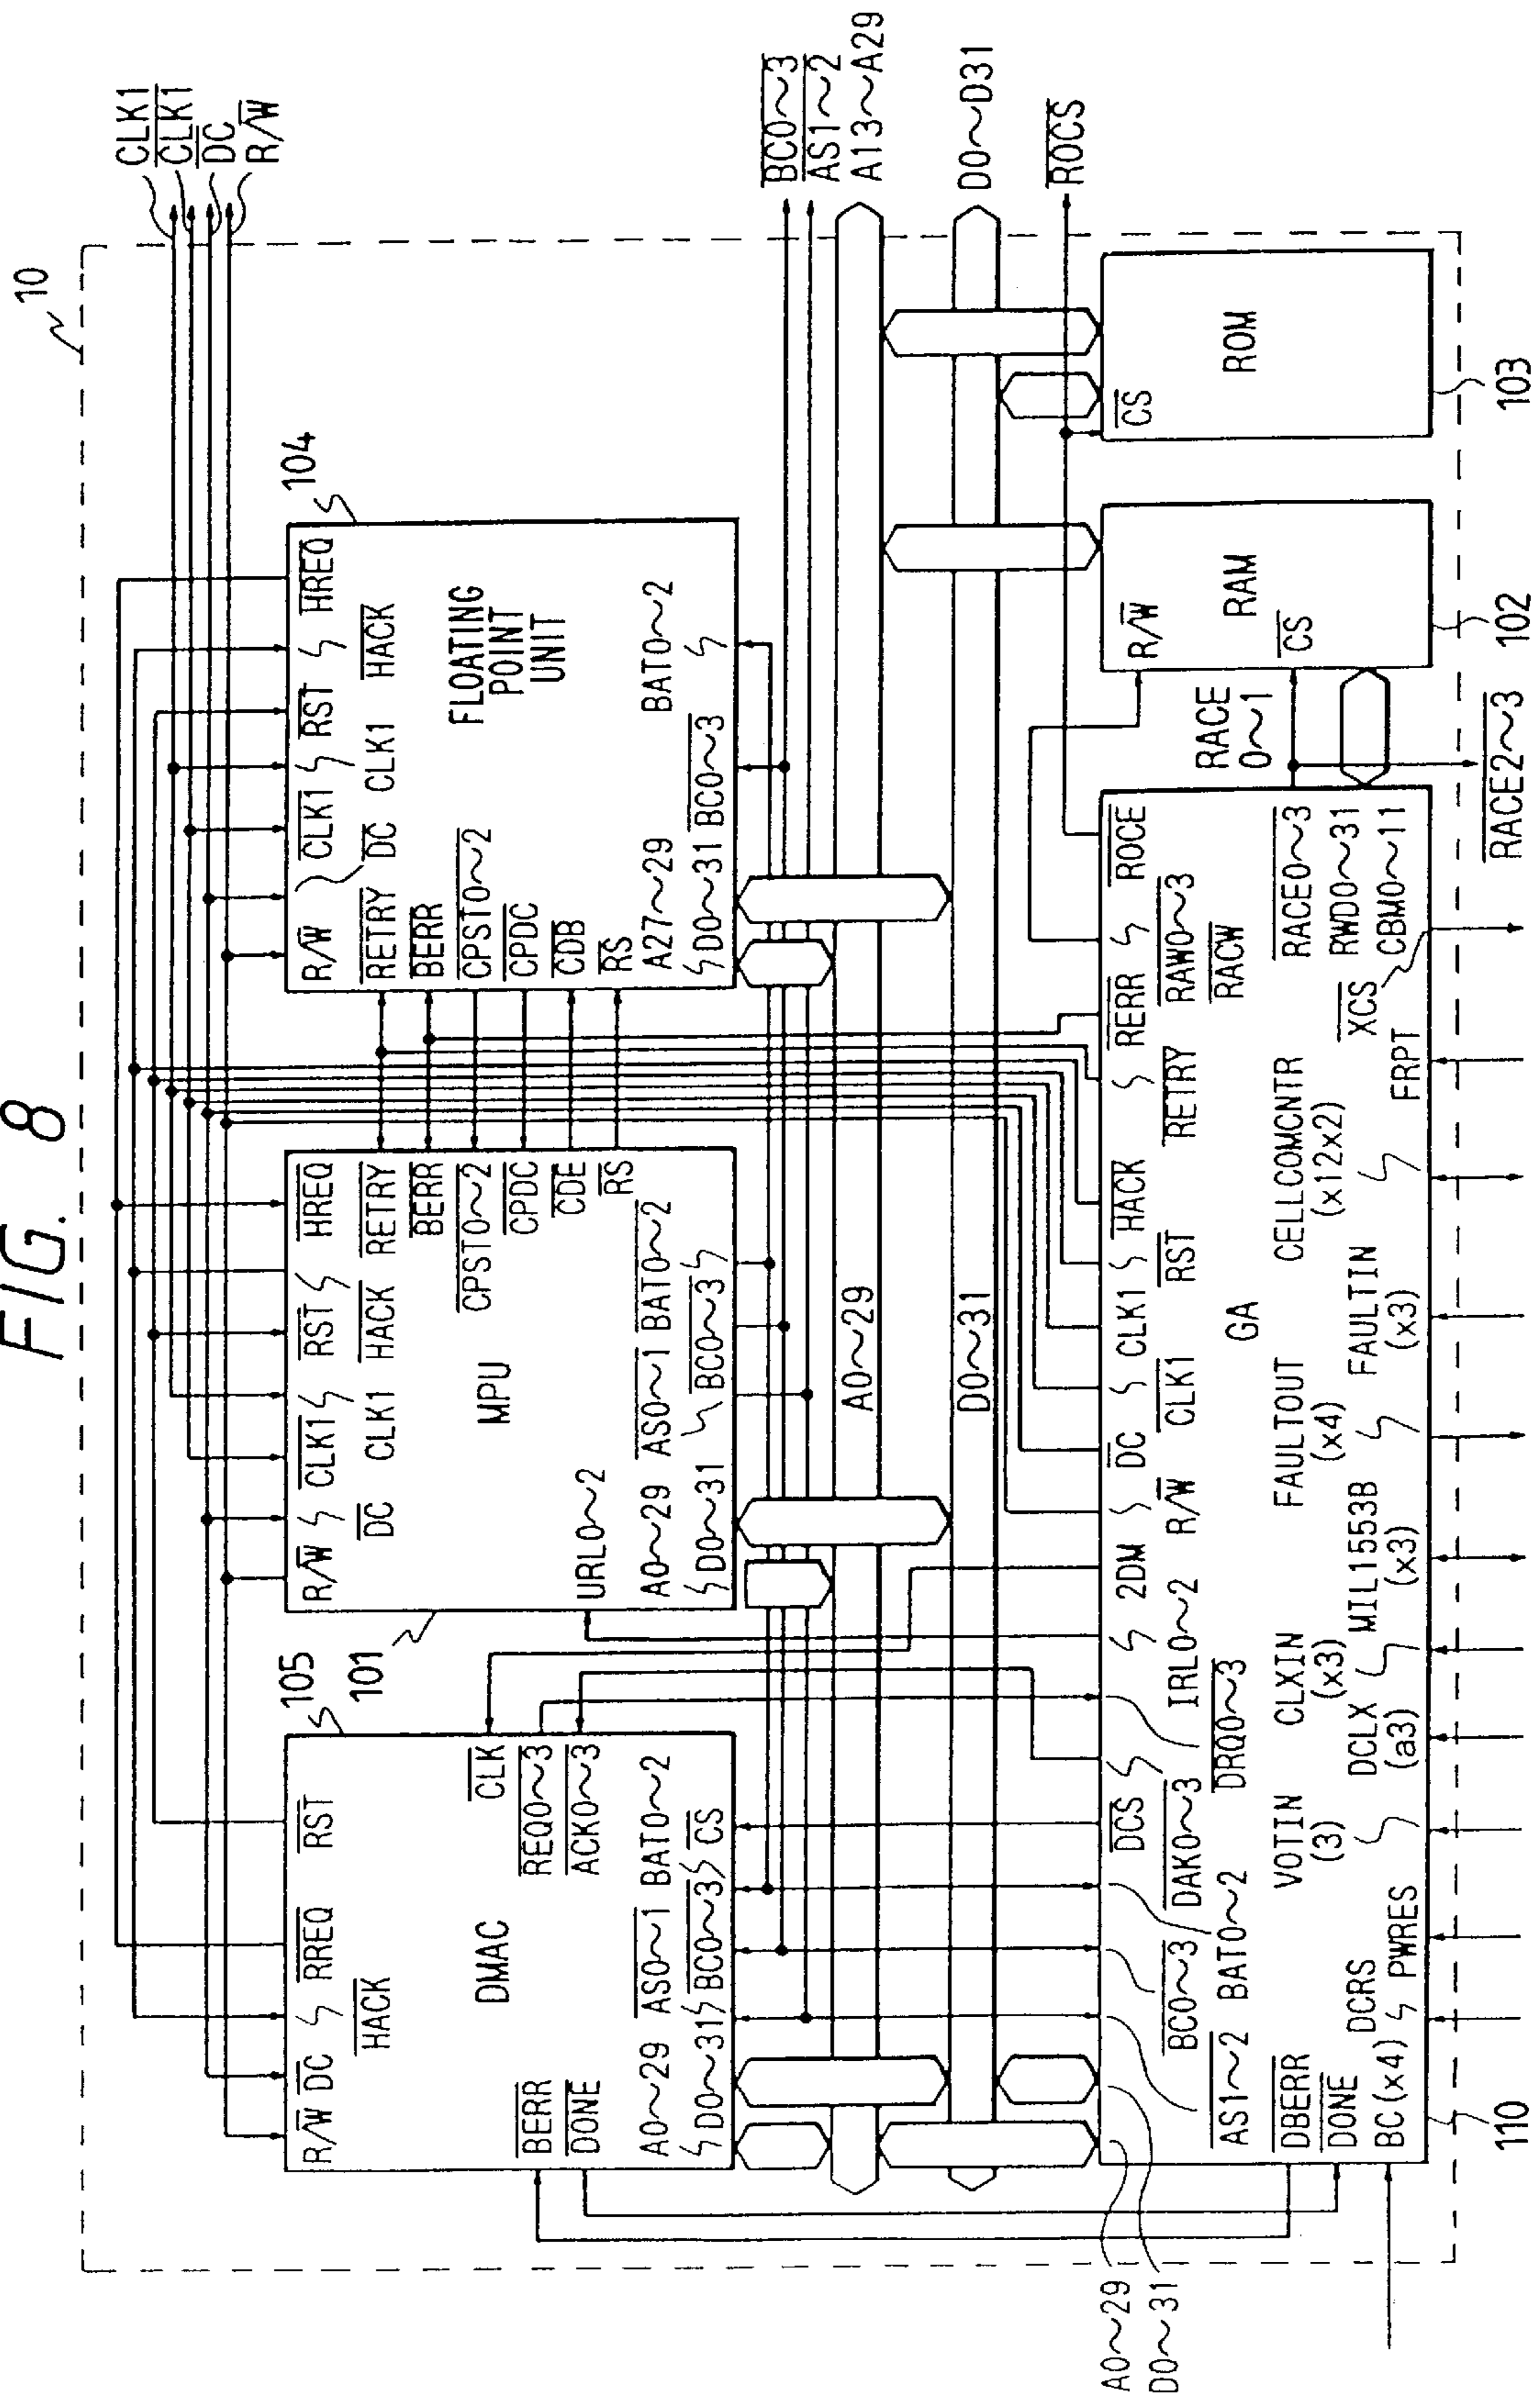 FIG. 8
10
CLK1
CLK1
DC
R/W
BC0~3
AS1~2
A13~A29
D0~D31
ROCS
105
R/W
DC
HACK
RREQ
RST
DMAC
BERR
DONE
CLK
REQ0~3
ACK0~3
A0~29
D0~31
AS0~1
BC0~3
BAT0~2
CS
101
R/W
DC
CLK1
CLK1
RST
HACK
HREQ
MPU
URL0~2
RETRY
BERR
CPST0~2
CPDC
CDE
RS
A0~29
D0~31
AS0~1
BC0~3
BAT0~2
104
R/W
DC
CLK1
CLK1
RST
HACK
HREQ
FLOATING
POINT
UNIT
RETRY
BERR
CPST0~2
CPDC
CDB
RS
A27~29
D0~31
BC0~3
BAT0~2
A0~29
D0~31
A0~29
D0~31
AS1~2
BC0~3
BAT0~2
DAK0~3
DCS
DRQ0~3
IRL0~2
2DM
R/W
DC
CLK1
CLK1
RST
HACK
RETRY
RERR
RAW0~3
RACW
ROCE
GA
DBERR
DONE
BC(x4)
DCRS
PWRES
VOTIN
(3)
DCLX
(a3)
CLXIN
(x3)
MIL1553B
(x3)
FAULTOUT
(x4)
FAULTIN
(x3)
CELLCOMCNTR
(x12x2)
FRPT
XCS
RACE0~3
RWD0~31
CBM0~11
110
RACE
0~1
RACE2~3
R/W
RAM
CS
102
CS
ROM
103